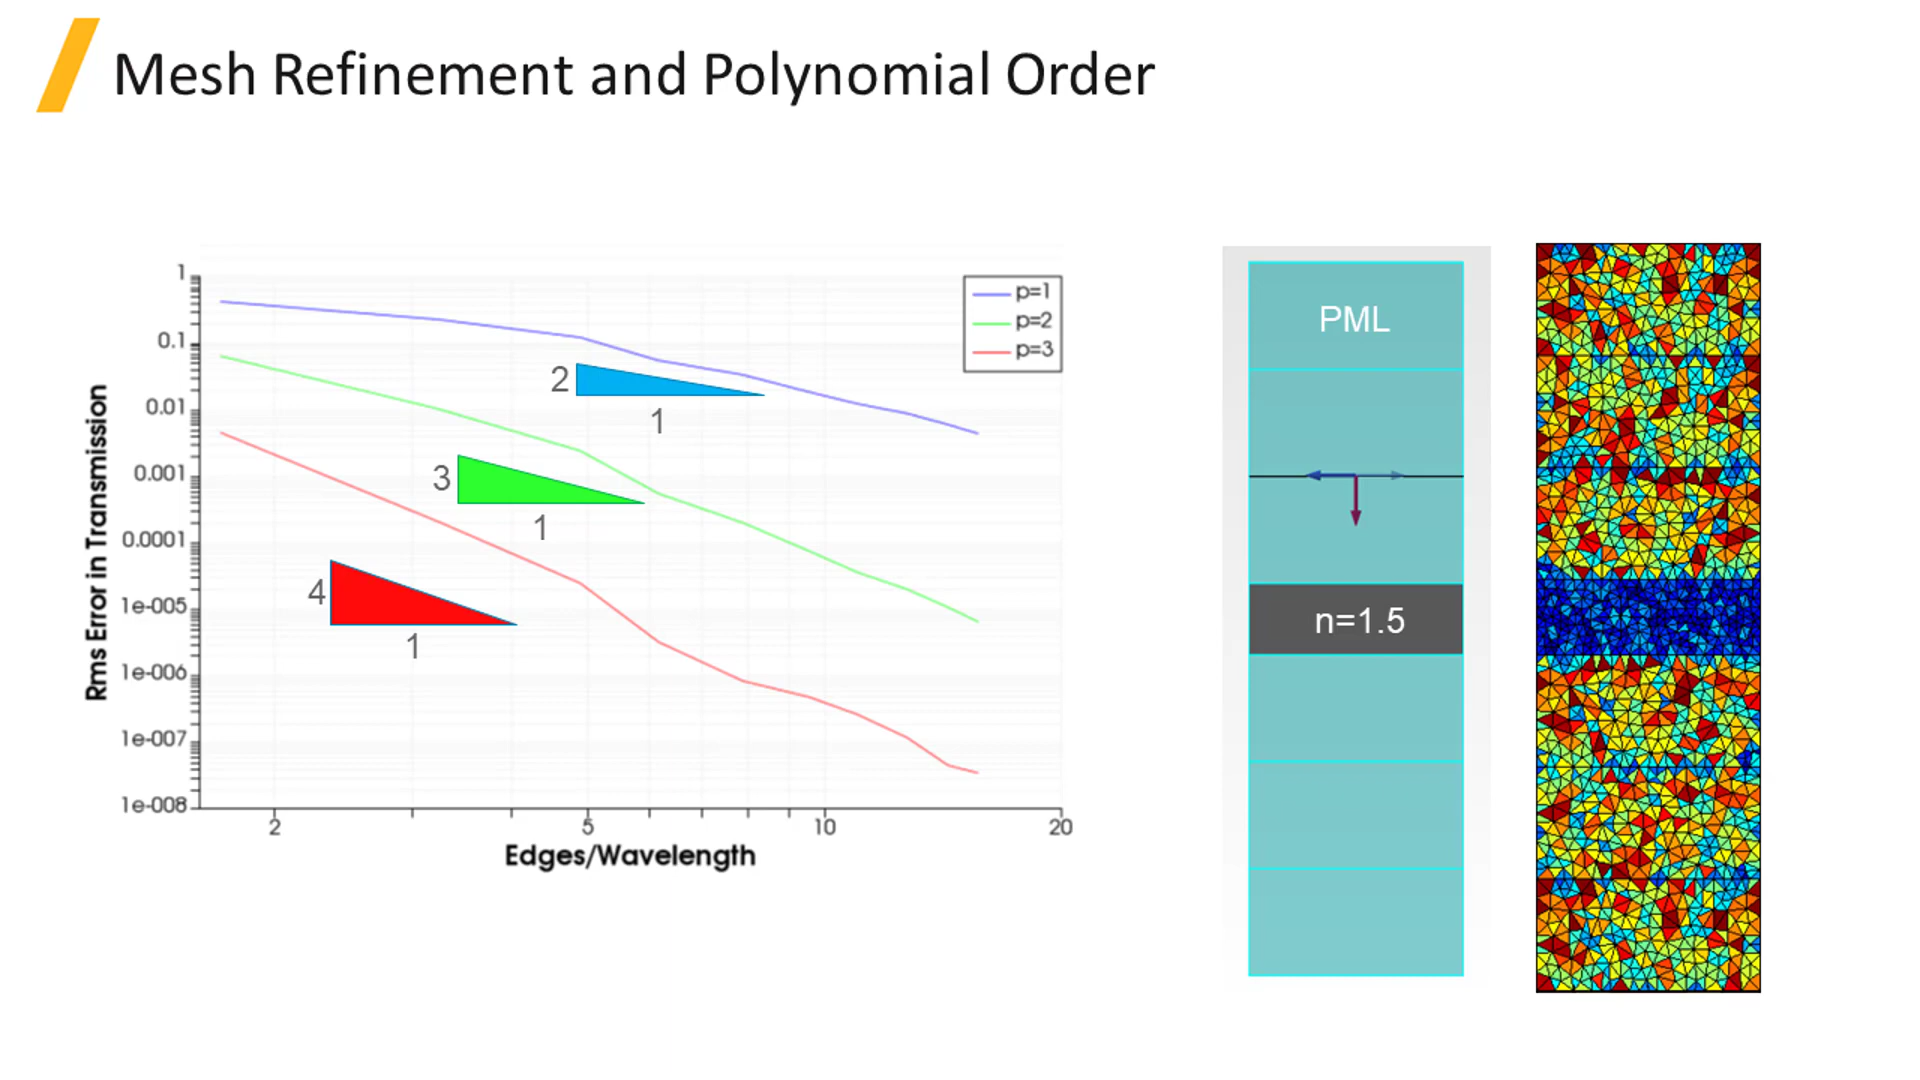 Mesh Refinement and Polynomial Order
Rms Error in Transmission
1
0.1
0.01
0.001
0.0001
1e-005
1e-006
1e-007
1e-008
2
5
10
20
Edges/Wavelength
p=1
p=2
p=3
2
1
3
1
4
1
PML
n=1.5